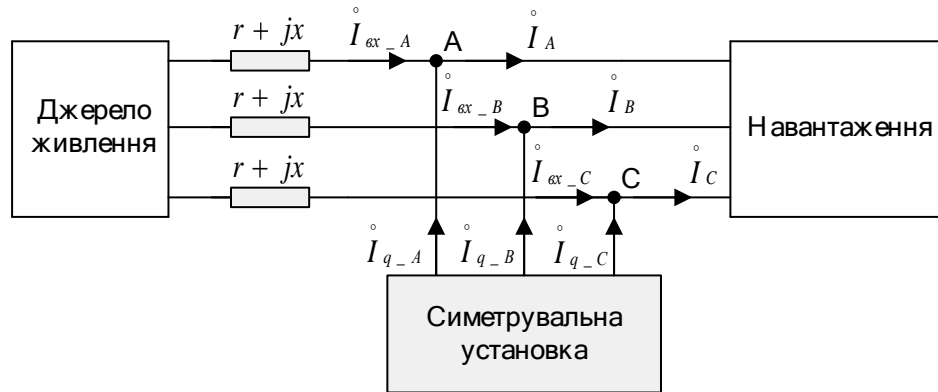 r + jx
İ вх_A
A
İ A
r + jx
İ вх_B
B
İ B
r + jx
İ вх_C
C
İ C
Джерело
живлення
Навантаження
İ q_A
İ q_B
İ q_C
Симетрувальна
установка